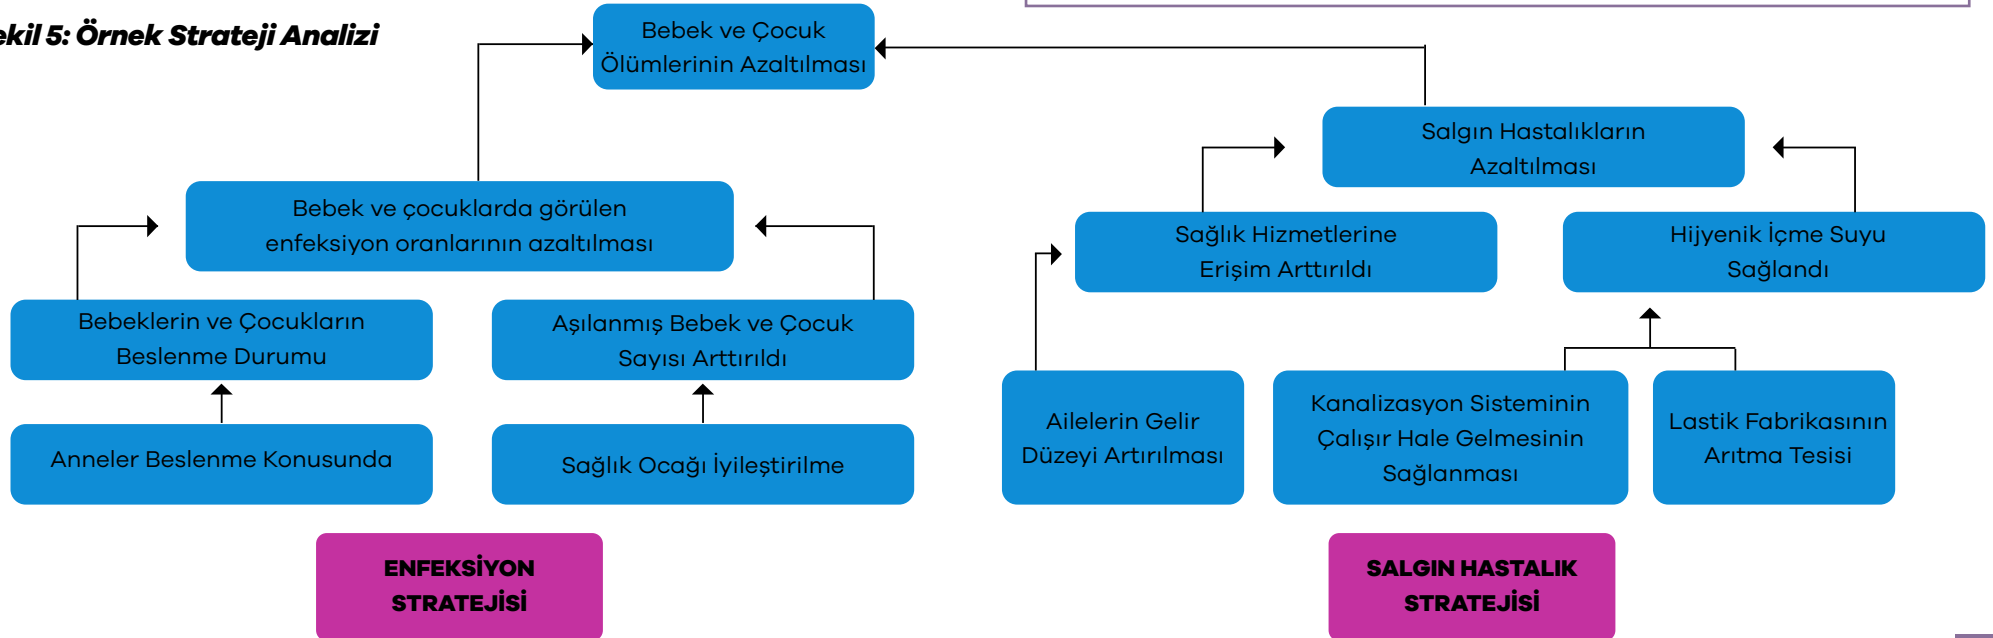 ekil 5: Örnek Strateji Analizi
Bebek ve Çocuk
Ölümlerinin Azaltılması
Salgın Hastalıkların
Azaltılması
Bebek ve çocuklarda görülen
enfeksiyon oranlarının azaltılması
Sağlık Hizmetlerine
Erişim Arttırıldı
Hijyenik İçme Suyu
Sağlandı
Bebeklerin ve Çocukların
Beslenme Durumu
Aşılanmış Bebek ve Çocuk
Sayısı Arttırıldı
Anneler Beslenme Konusunda
Sağlık Ocağı İyileştirilme
Ailelerin Gelir
Düzeyi Artırılması
Kanalizasyon Sisteminin
Çalışır Hale Gelmesinin
Sağlanması
Lastik Fabrikasının
Arıtma Tesisi
ENFEKSİYON
STRATEJİSİ
SALGIN HASTALIK
STRATEJİSİ